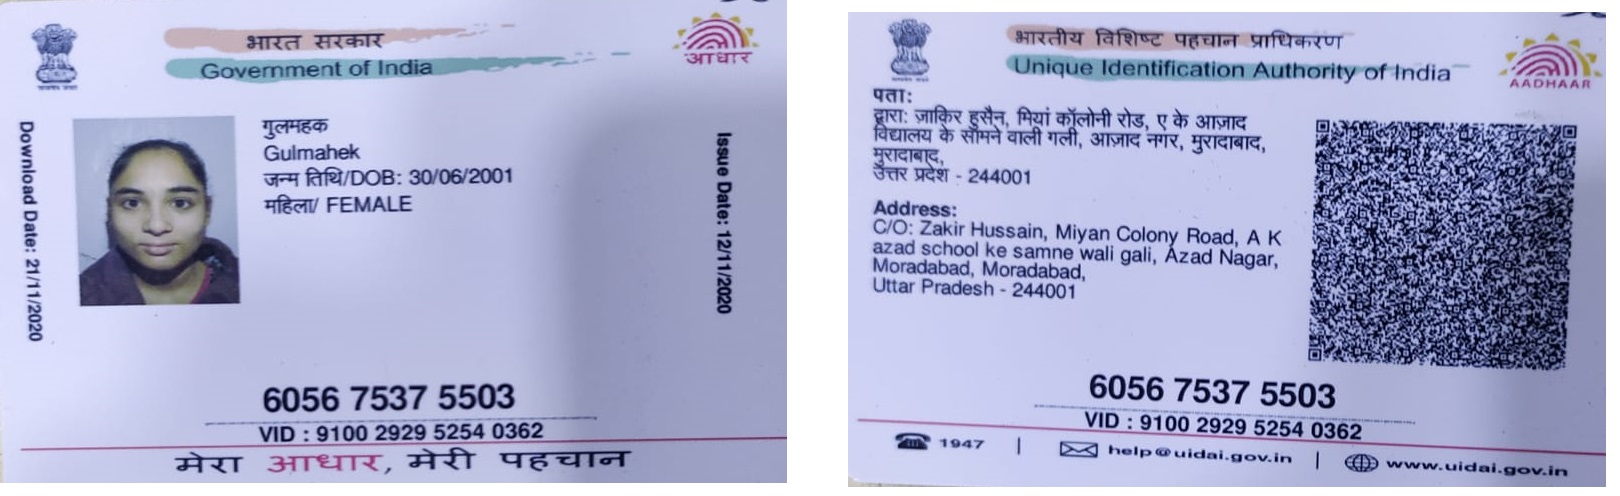 भारत सरकार
Government of India
आधार
Download Date: 21/11/2020
गुलमहक
Gulmahek
जन्म तिथि/DOB: 30/06/2001
महिला/ FEMALE
Issue Date: 12/11/2020
6056 7537 5503
VID : 9100 2929 5254 0362
मेरा आधार, मेरी पहचान
भारतीय विशिष्ट पहचान प्राधिकरण
Unique Identification Authority of India
AADHAAR
पता:
द्वारा: ज़ाकिर हुसैन, मियां कॉलोनी रोड, ए के आज़ाद
विद्यालय के सामने वाली गली, आज़ाद नगर, मुरादाबाद,
मुरादाबाद,
उत्तर प्रदेश - 244001
Address:
C/O: Zakir Hussain, Miyan Colony Road, A K
azad school ke samne wali gali, Azad Nagar,
Moradabad, Moradabad,
Uttar Pradesh - 244001
6056 7537 5503
VID : 9100 2929 5254 0362
1947 | help@uidai.gov.in | www.uidai.gov.in